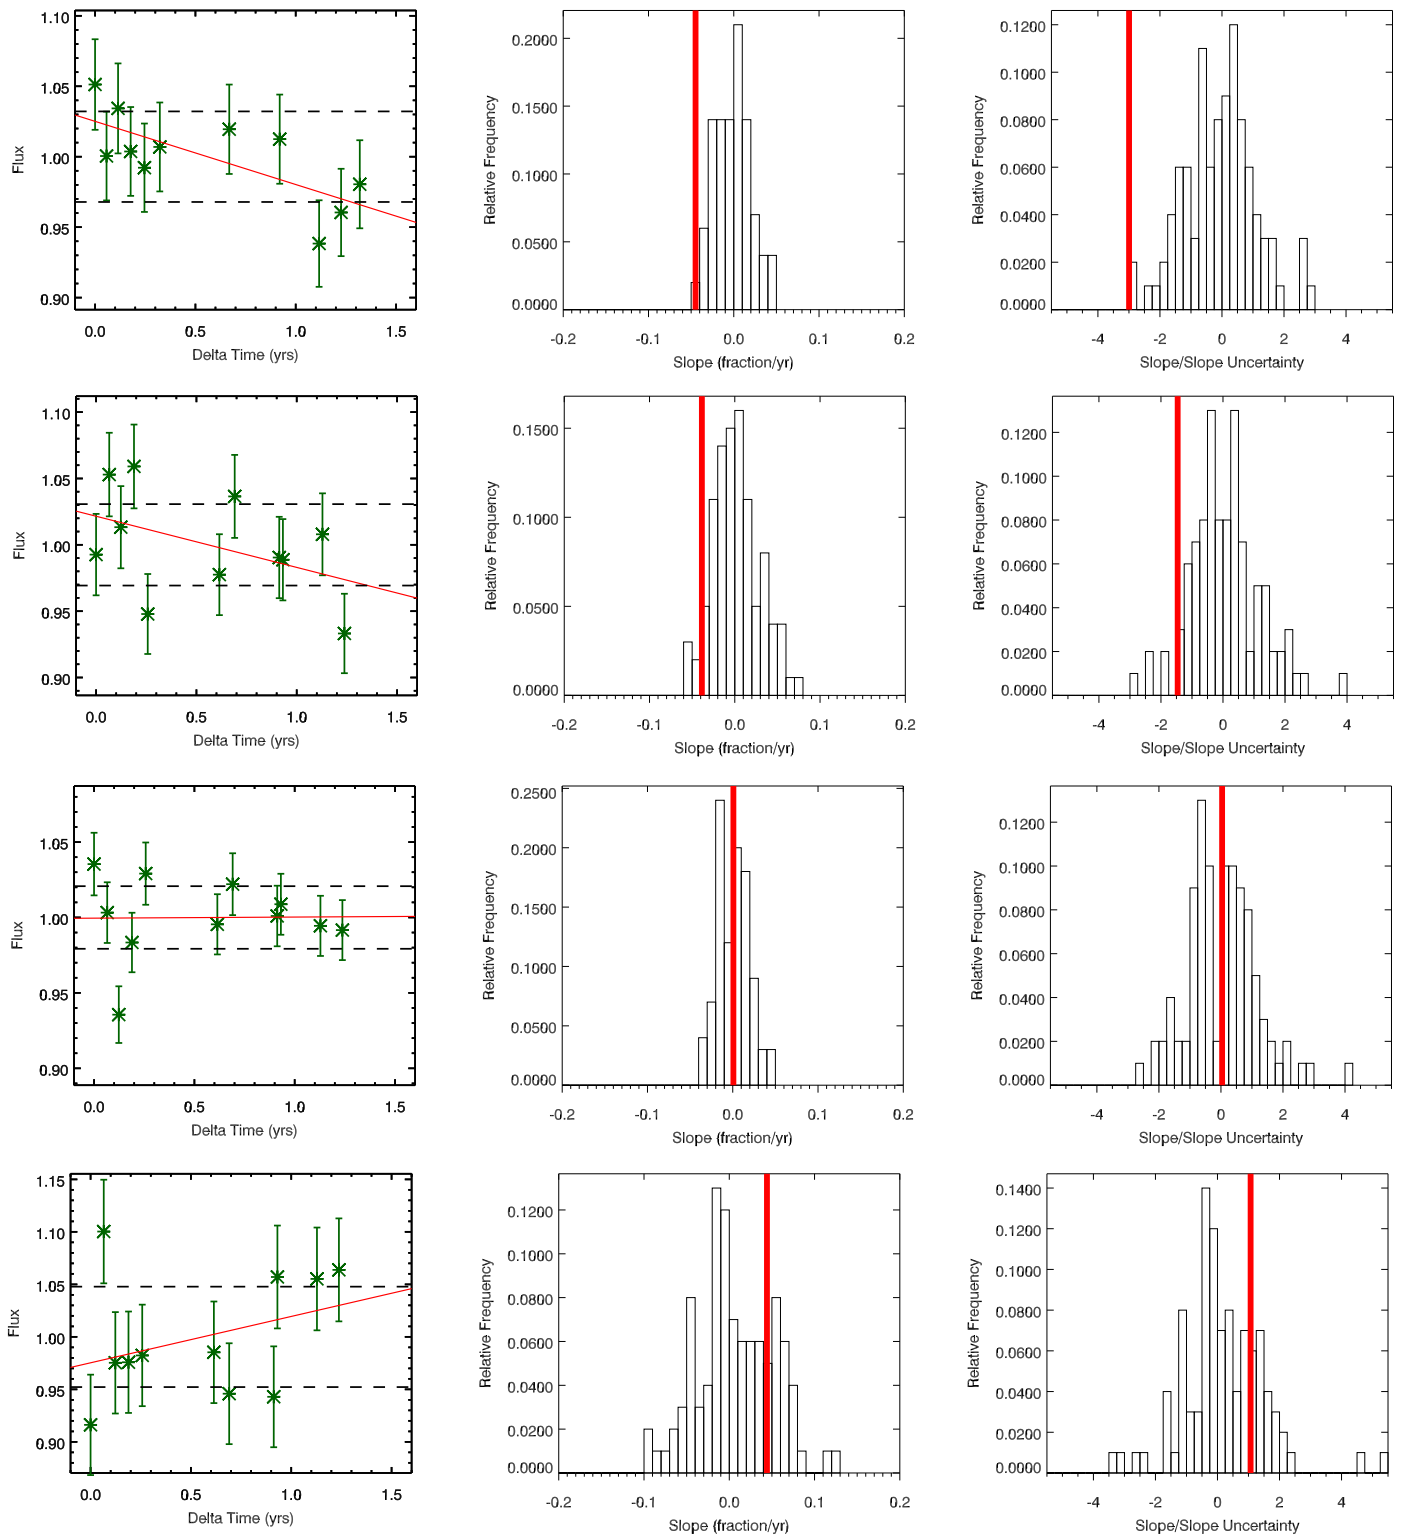 1.10
1.05
1.00
0.95
0.90
Flux
0.0 0.5 1.0 1.5
Delta Time (yrs)
0.2000
0.1500
0.1000
0.0500
0.0000
Relative Frequency
-0.2 -0.1 0.0 0.1 0.2
Slope (fraction/yr)
0.1200
0.1000
0.0800
0.0600
0.0400
0.0200
0.0000
Relative Frequency
-4 -2 0 2 4
Slope/Slope Uncertainty
1.10
1.05
1.00
0.95
0.90
Flux
0.0 0.5 1.0 1.5
Delta Time (yrs)
0.1500
0.1000
0.0500
0.0000
Relative Frequency
-0.2 -0.1 0.0 0.1 0.2
Slope (fraction/yr)
0.1200
0.1000
0.0800
0.0600
0.0400
0.0200
0.0000
Relative Frequency
-4 -2 0 2 4
Slope/Slope Uncertainty
1.05
1.00
0.95
0.90
Flux
0.0 0.5 1.0 1.5
Delta Time (yrs)
0.2500
0.2000
0.1500
0.1000
0.0500
0.0000
Relative Frequency
-0.2 -0.1 0.0 0.1 0.2
Slope (fraction/yr)
0.1200
0.1000
0.0800
0.0600
0.0400
0.0200
0.0000
Relative Frequency
-4 -2 0 2 4
Slope/Slope Uncertainty
1.15
1.10
1.05
1.00
0.95
0.90
Flux
0.0 0.5 1.0 1.5
Delta Time (yrs)
0.1200
0.1000
0.0800
0.0600
0.0400
0.0200
0.0000
Relative Frequency
-0.2 -0.1 0.0 0.1 0.2
Slope (fraction/yr)
0.1400
0.1200
0.1000
0.0800
0.0600
0.0400
0.0200
0.0000
Relative Frequency
-4 -2 0 2 4
Slope/Slope Uncertainty